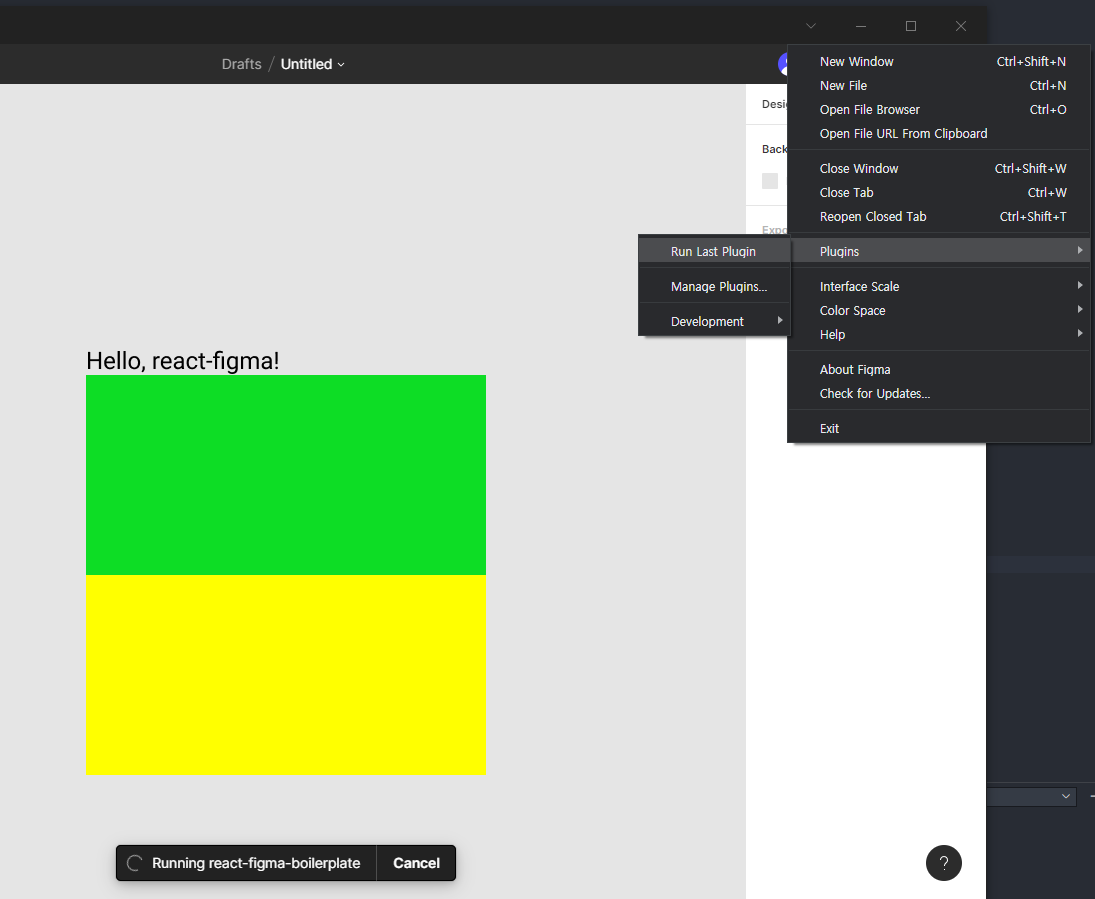 Drafts / Untitled
Desi
Back
Expo
New Window Ctrl+Shift+N
New File Ctrl+N
Open File Browser Ctrl+O
Open File URL From Clipboard
Close Window Ctrl+Shift+W
Close Tab Ctrl+W
Reopen Closed Tab Ctrl+Shift+T
Plugins
Run Last Plugin
Manage Plugins...
Development
Interface Scale
Color Space
Help
About Figma
Check for Updates...
Exit
Hello, react-figma!
Running react-figma-boilerplate Cancel
?